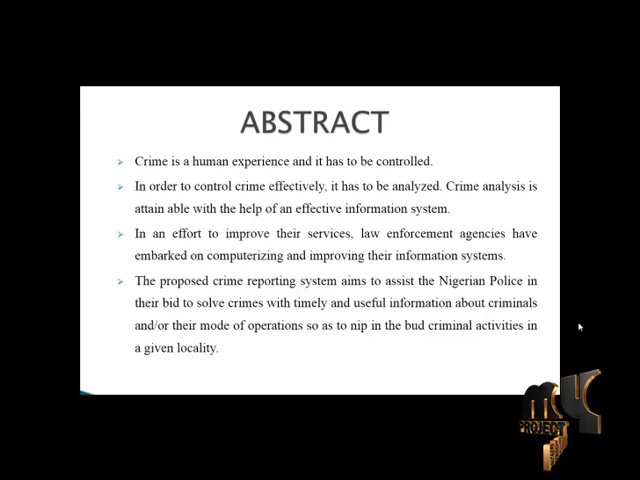 ABSTRACT
Crime is a human experience and it has to be controlled.
In order to control crime effectively, it has to be analyzed. Crime analysis is
attain able with the help of an effective information system.
In an effort to improve their services, law enforcement agencies have
embarked on computerizing and improving their information systems.
The proposed crime reporting system aims to assist the Nigerian Police in
their bid to solve crimes with timely and useful information about criminals
and/or their mode of operations so as to nip in the bud criminal activities in
a given locality.
PROJECT